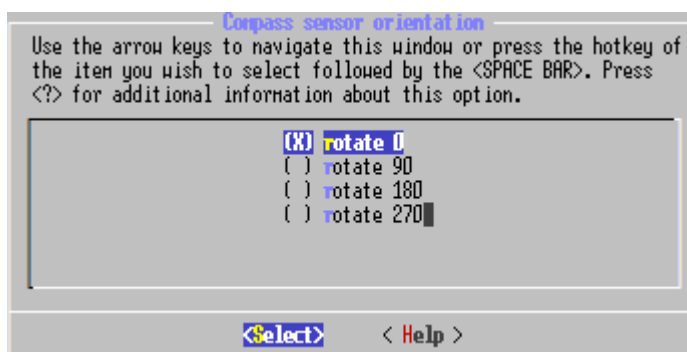 Compass sensor orientation
Use the arrow keys to navigate this window or press the hotkey of
the item you wish to select followed by the <SPACE BAR>. Press
<?> for additional information about this option.
(X) rotate 0
( ) rotate 90
( ) rotate 180
( ) rotate 270
<Select> < Help >